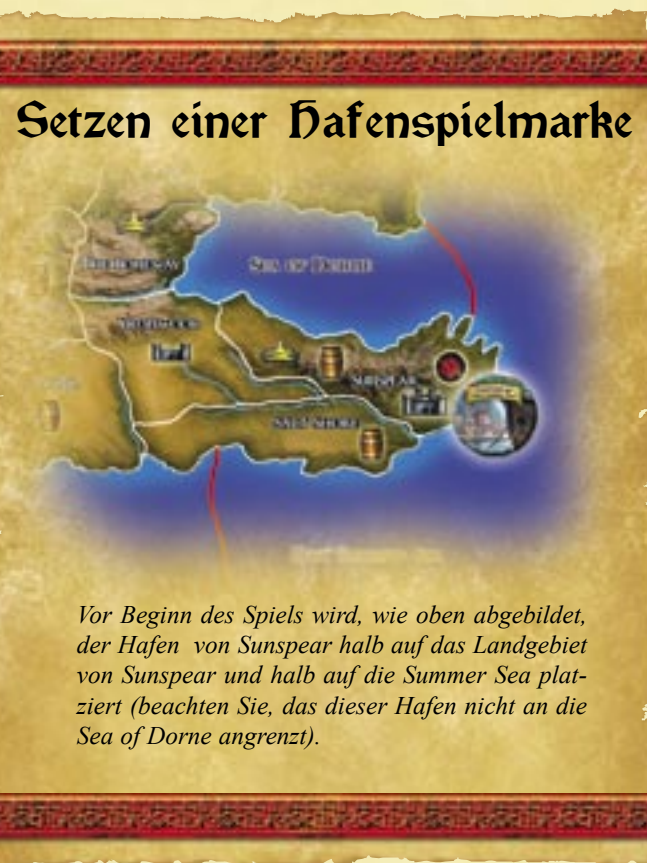 Setzen einer Hafenspielmarke
Sea of Dorne
Sunspear
Salt Shore
Vor Beginn des Spiels wird, wie oben abgebildet,
der Hafen von Sunspear halb auf das Landgebiet
von Sunspear und halb auf die Summer Sea plat-
ziert (beachten Sie, das dieser Hafen nicht an die
Sea of Dorne angrenzt).